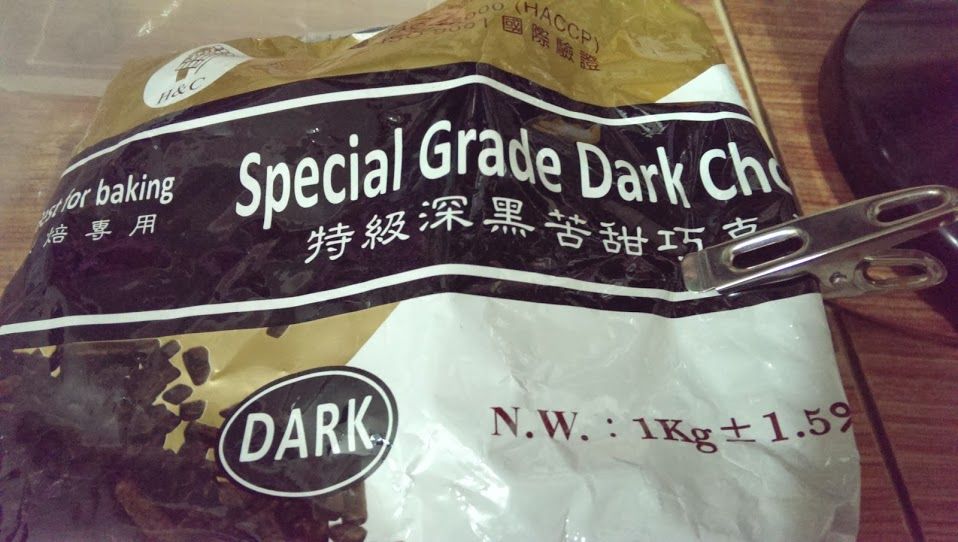 (HACCP)
9001 國際驗證
H&C
for baking
焙專用
Special Grade Dark
特級深黑苦甜巧克
DARK
N.W.：1Kg±1.5%